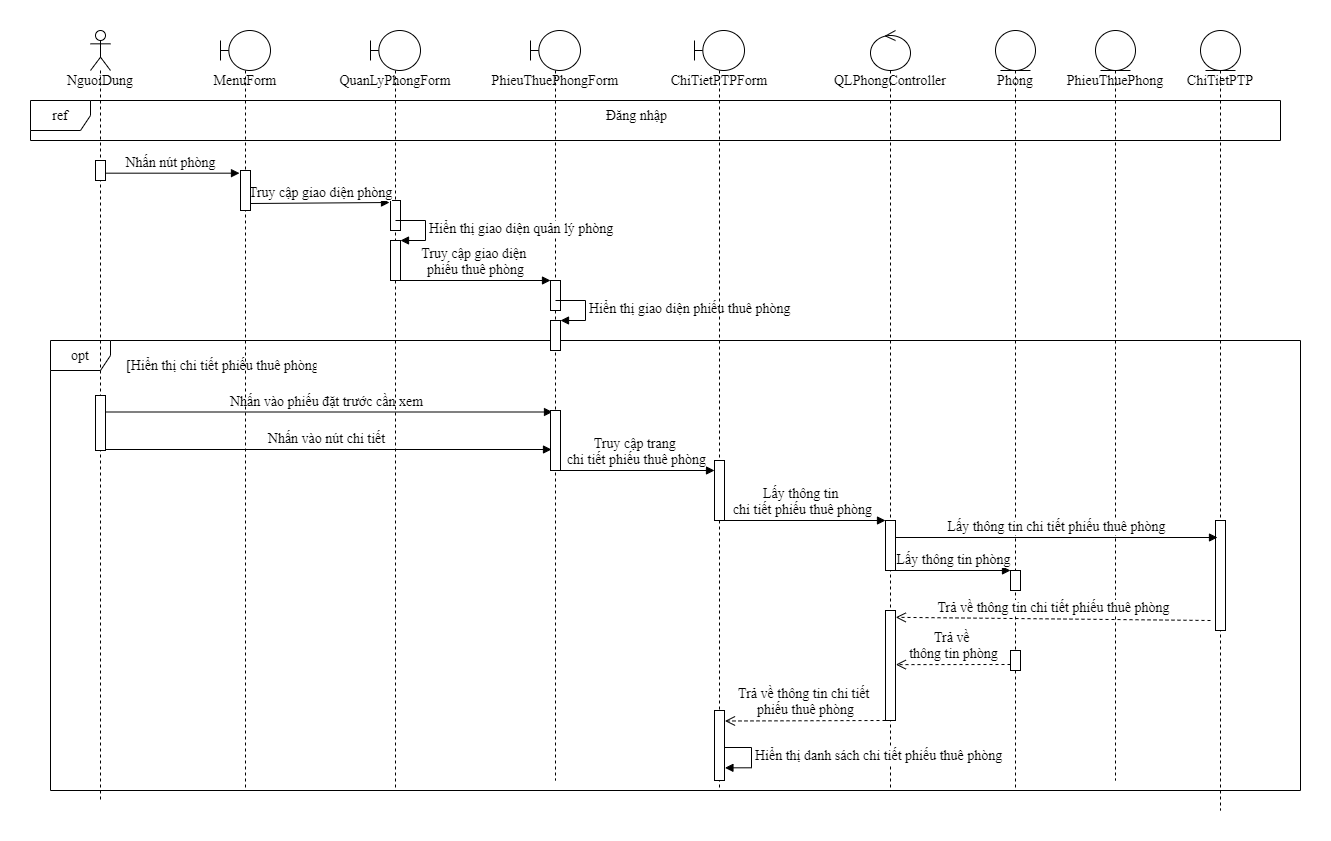 NguoiDung
MenuForm
QuanLyPhongForm
PhieuThuePhongForm
ChiTietPTPForm
QLPhongController
Phong
PhieuThuePhong
ChiTietPTP
ref
Đăng nhập
Nhấn nút phòng
Truy cập giao diện phòng
Hiển thị giao diện quản lý phòng
Truy cập giao diện
phiếu thuê phòng
Hiển thị giao diện phiếu thuê phòng
opt
[Hiển thị chi tiết phiếu thuê phòng
Nhấn vào phiếu đặt trước cần xem
Nhấn vào nút chi tiết
Truy cập trang
chi tiết phiếu thuê phòng
Lấy thông tin
chi tiết phiếu thuê phòng
Lấy thông tin chi tiết phiếu thuê phòng
Lấy thông tin phòng
Trả về thông tin chi tiết phiếu thuê phòng
Trả về
thông tin phòng
Trả về thông tin chi tiết
phiếu thuê phòng
Hiển thị danh sách chi tiết phiếu thuê phòng